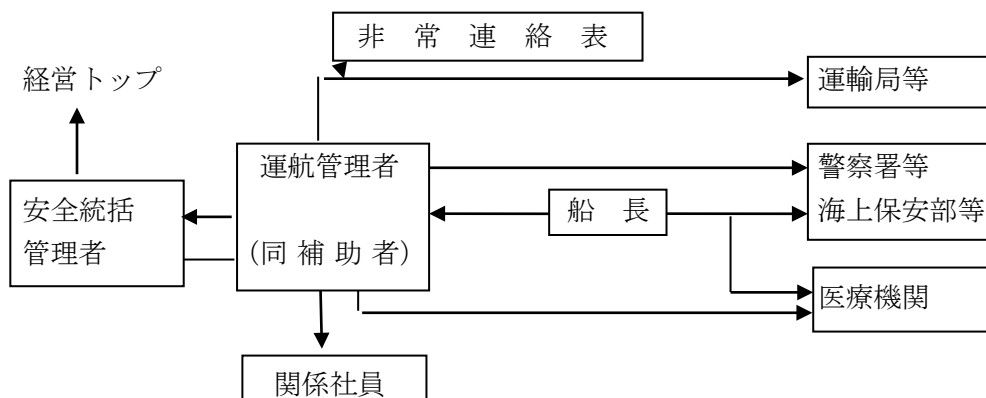 非 常 連 絡 表
経営トップ
運輸局等
運航管理者
(同 補 助 者)
警察署等
海上保安部等
船 長
安全統括
管理者
医療機関
関係社員